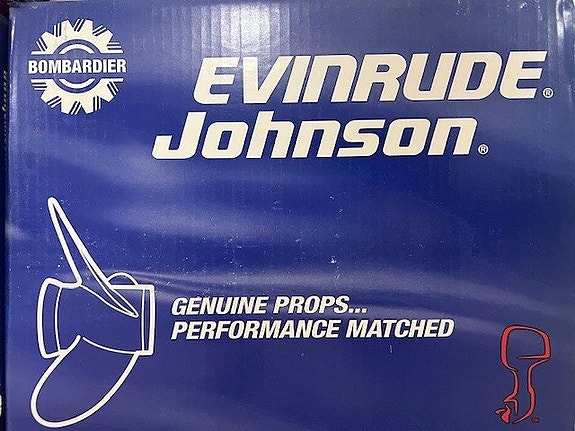 BOMBARDIER
EVINRUDE®
Johnson®
GENUINE PROPS...
PERFORMANCE MATCHED